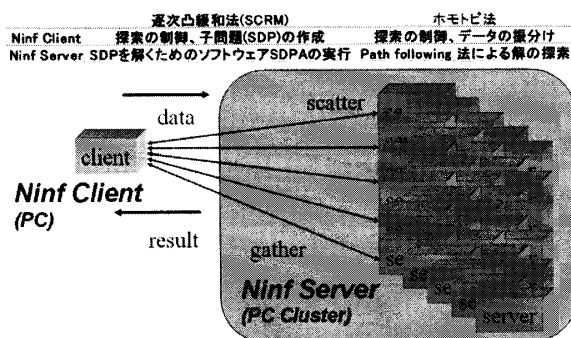 逐次凸緩和法(SCRM) ホモトピ法
Ninf Client 探索の制御、子問題(SDP)の作成 探索の制御、データの振分け
Ninf Server SDPを解くためのソフトウェアSDPAの実行 Path following 法による解の探索
data
scatter
client
Ninf Client
(PC)
result
gather
Ninf Server
(PC Cluster)
se
se
se
se
server